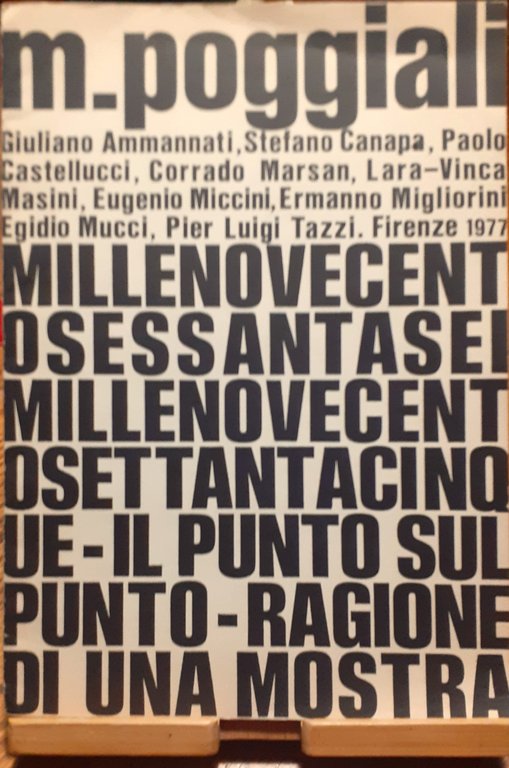 m.poggiali
Giuliano Ammannati, Stefano Canapa, Paolo
Castellucci, Corrado Marsan, Lara-Vinca
Masini, Eugenio Miccini, Ermanno Migliorini
Egidio Mucci, Pier Luigi Tazzi. Firenze 1977
MILLENOVECENT
OSESSANTASEI
MILLENOVECENT
OSETTANTACINQ
UE-IL PUNTO SUL
PUNTO-RAGIONE
DI UNA MOSTRA